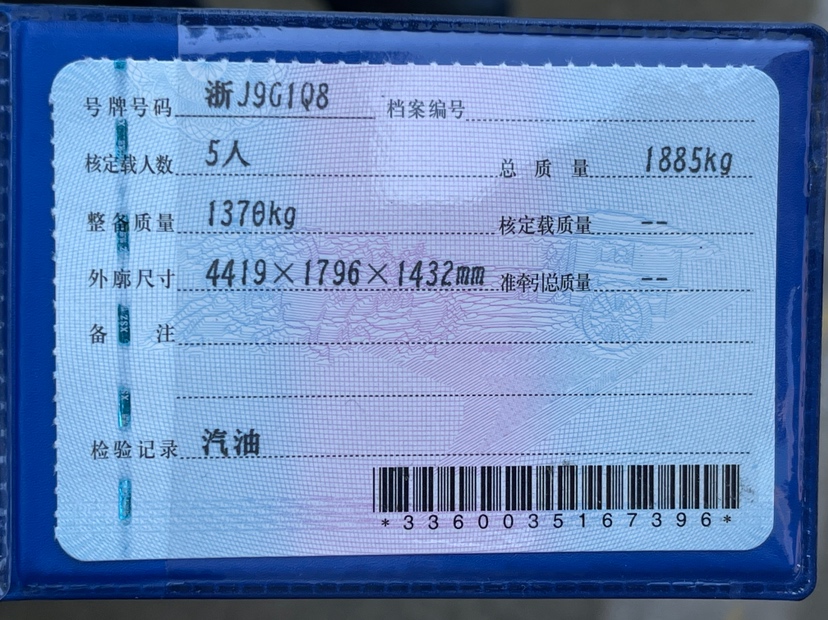 号牌号码 浙J9G1Q8 档案编号
核定载人数 5人 总质量 1885kg
整备质量 1370kg 核定载质量 --
外廓尺寸 4419×1796×1432mm 准牵引总质量 --
备注
检验记录 汽油
*3360035167396*